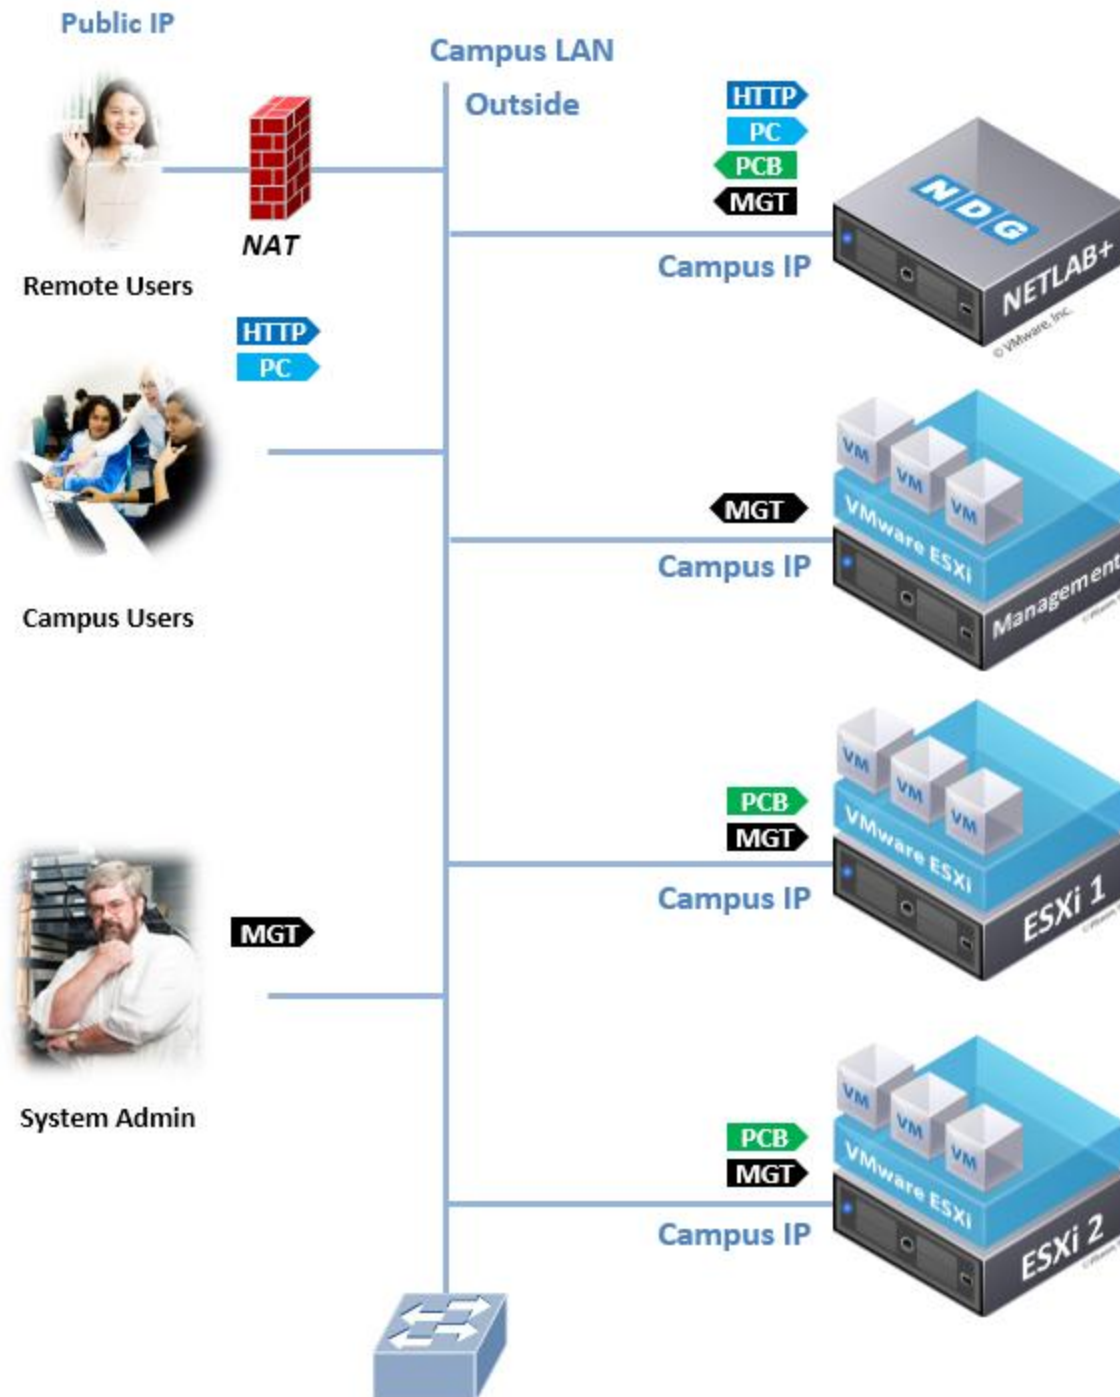 Public IP
Campus LAN
Outside
HTTP
PC
PCB
MGT
NDG
NETLAB+
© VMware, Inc.
NAT
Campus IP
Remote Users
HTTP
PC
VM
VM
VM
VMware ESXi
Management
MGT
Campus IP
Campus Users
VM
VM
VM
VMware ESXi
ESXi 1
PCB
MGT
Campus IP
MGT
System Admin
VM
VM
VM
VMware ESXi
ESXi 2
PCB
MGT
Campus IP